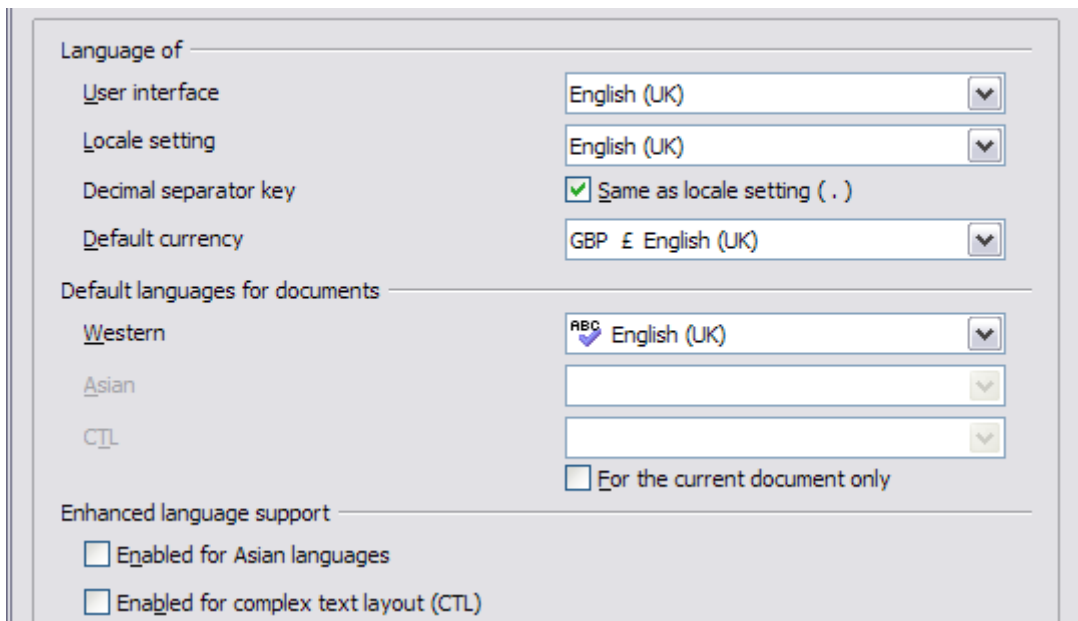 Language of
User interface English (UK)
Locale setting English (UK)
Decimal separator key Same as locale setting ( . )
Default currency GBP £ English (UK)
Default languages for documents
Western ABC English (UK)
Asian
CTL
For the current document only
Enhanced language support
Enabled for Asian languages
Enabled for complex text layout (CTL)